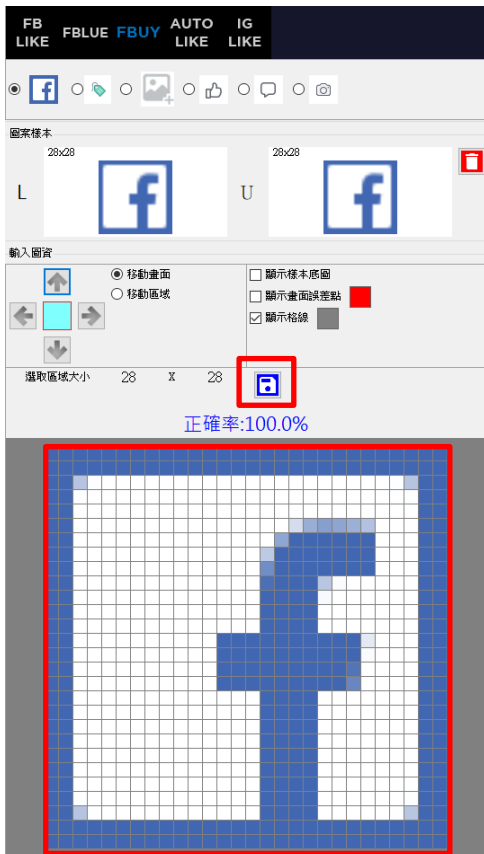 FB LIKE FBLUE FBUY AUTO LIKE IG LIKE
圖案樣本
28x28 28x28
L U
輸入圖資
移動畫面 顯示樣本底圖
移動區域 顯示畫面誤差點
顯示格線
選取區域大小 28 X 28
正確率:100.0%